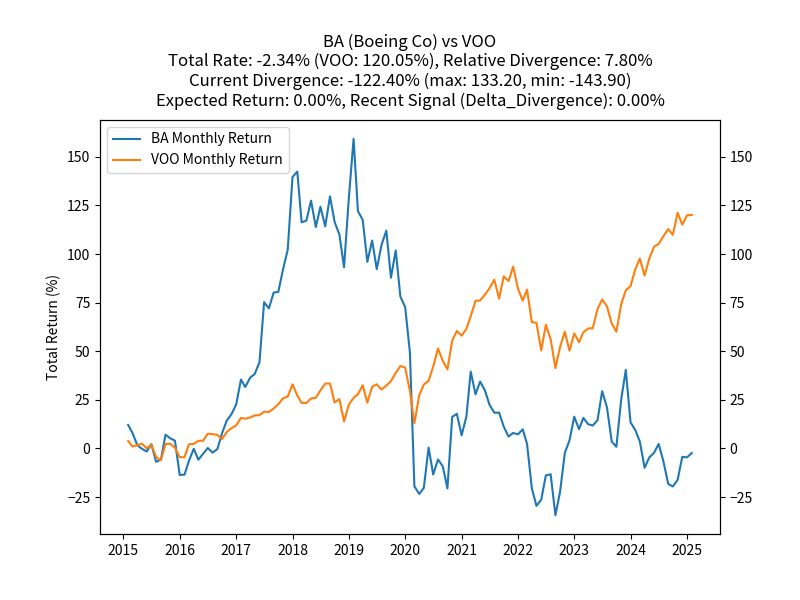 BA (Boeing Co) vs VOO
Total Rate: -2.34% (VOO: 120.05%), Relative Divergence: 7.80%
Current Divergence: -122.40% (max: 133.20, min: -143.90)
Expected Return: 0.00%, Recent Signal (Delta_Divergence): 0.00%
BA Monthly Return
VOO Monthly Return
Total Return (%)
150 150
125 125
100 100
75 75
50 50
25 25
0 0
−25 −25
2015 2016 2017 2018 2019 2020 2021 2022 2023 2024 2025